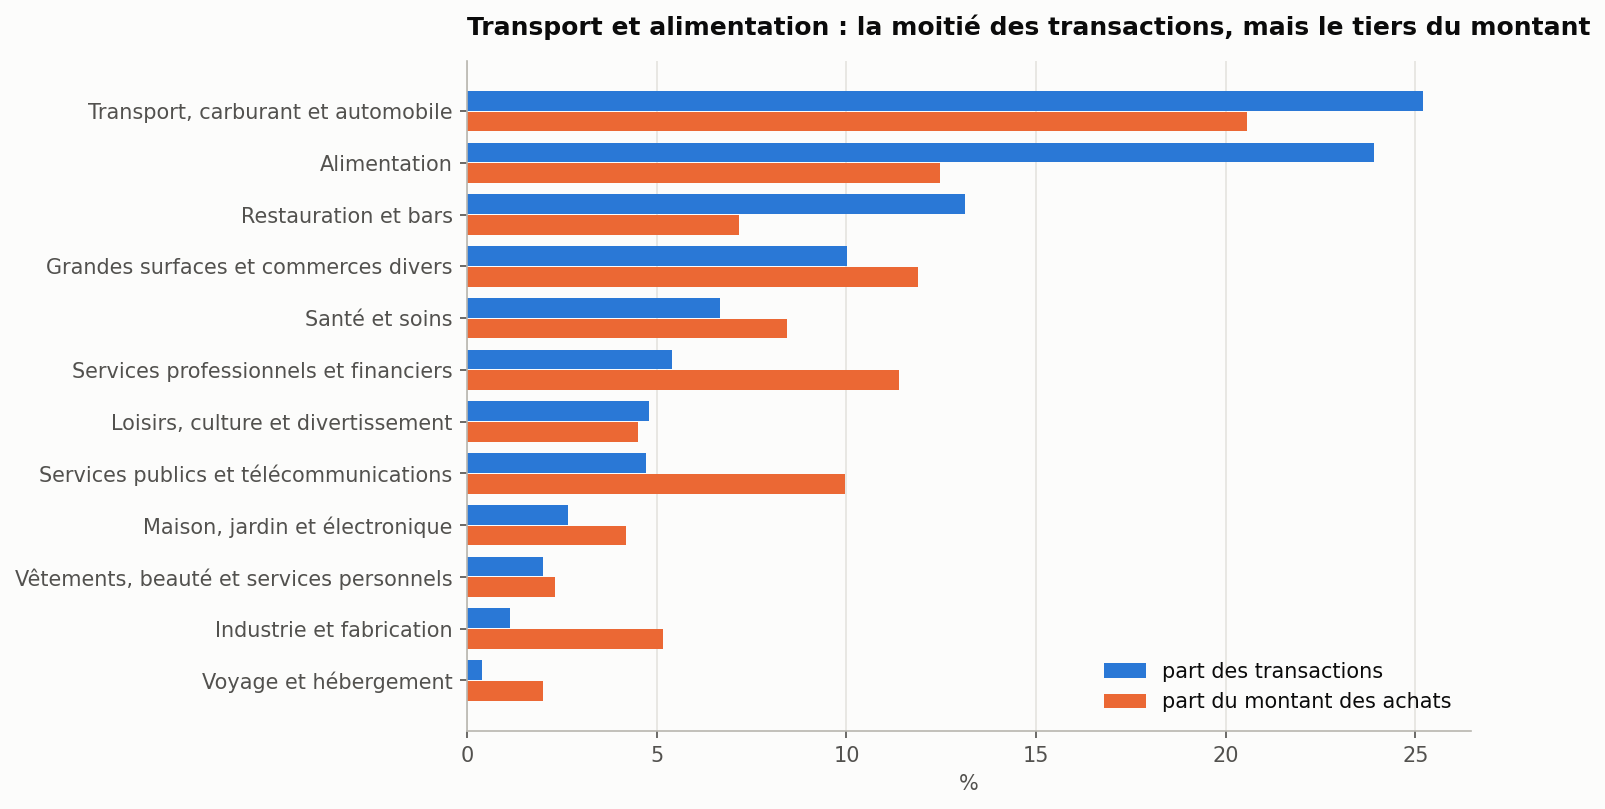 Transport et alimentation : la moitié des transactions, mais le tiers du montant
Transport, carburant et automobile
Alimentation
Restauration et bars
Grandes surfaces et commerces divers
Santé et soins
Services professionnels et financiers
Loisirs, culture et divertissement
Services publics et télécommunications
Maison, jardin et électronique
Vêtements, beauté et services personnels
Industrie et fabrication
Voyage et hébergement
part des transactions
part du montant des achats
0 5 10 15 20 25
%